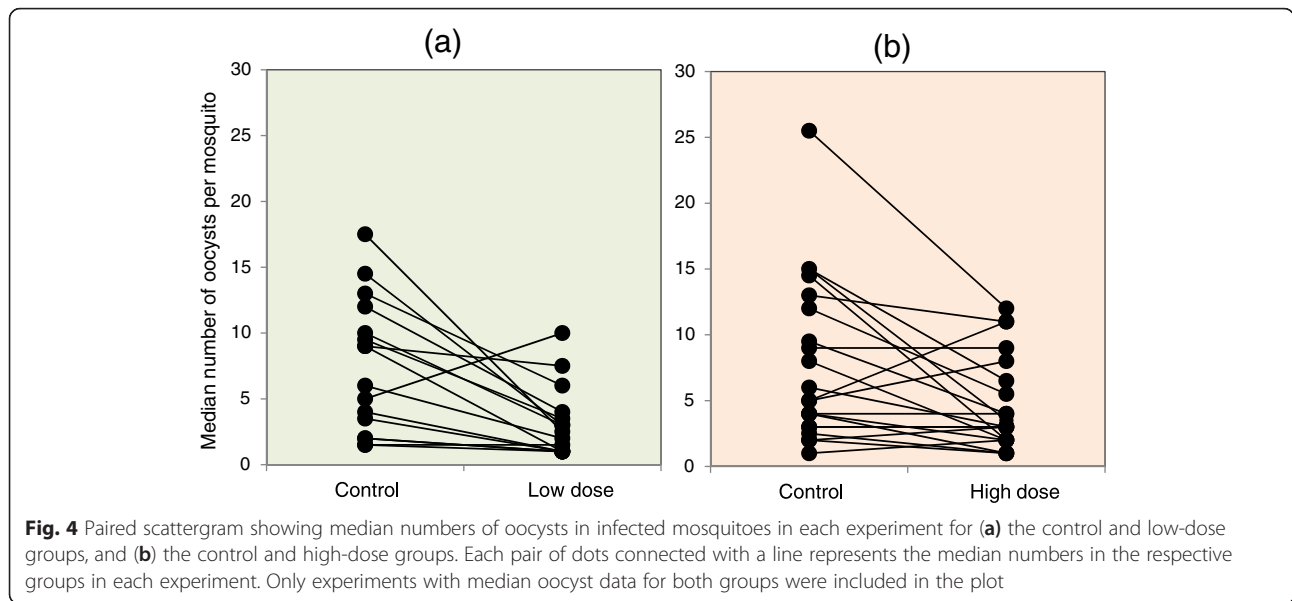 (a)
(b)
Median number of oocysts per mosquito
30
25
20
15
10
5
0
Control
Low dose
30
25
20
15
10
5
0
Control
High dose
Fig. 4 Paired scattergram showing median numbers of oocysts in infected mosquitoes in each experiment for (a) the control and low-dose
groups, and (b) the control and high-dose groups. Each pair of dots connected with a line represents the median numbers in the respective
groups in each experiment. Only experiments with median oocyst data for both groups were included in the plot